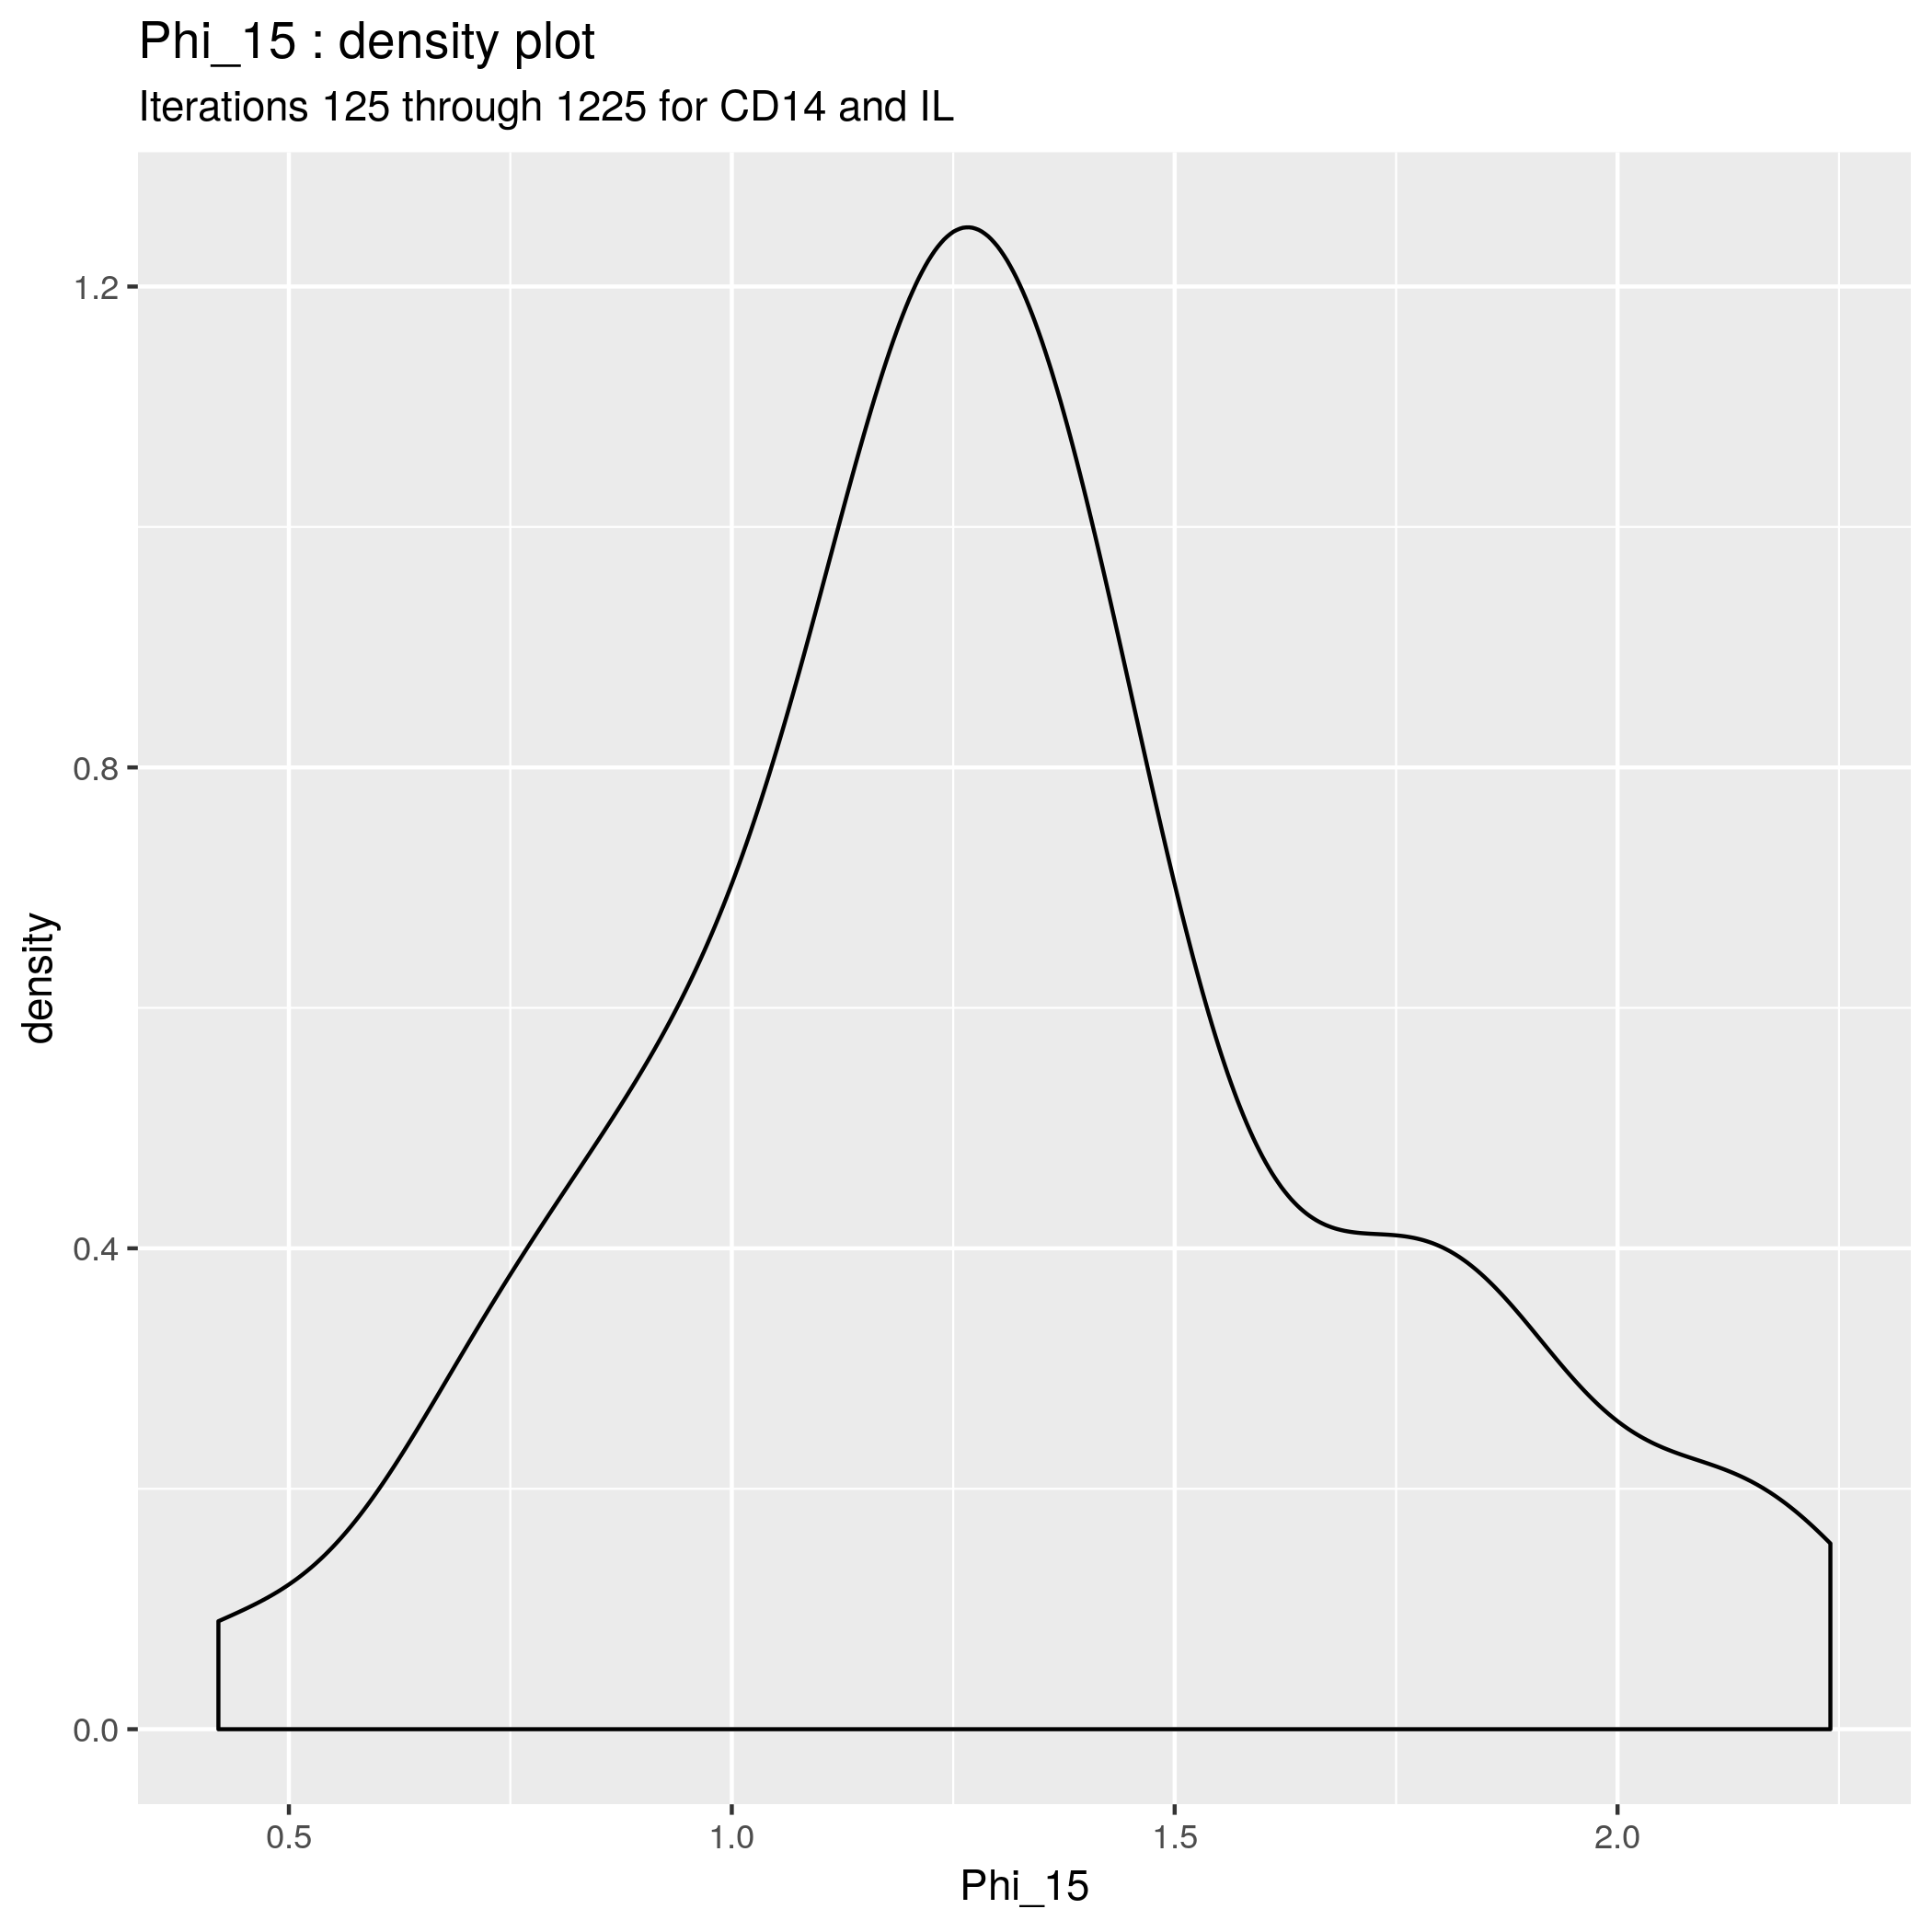 Phi_15 : density plot
Iterations 125 through 1225 for CD14 and IL
1.2
0.8
0.4
0.0
density
0.5 1.0 1.5 2.0
Phi_15